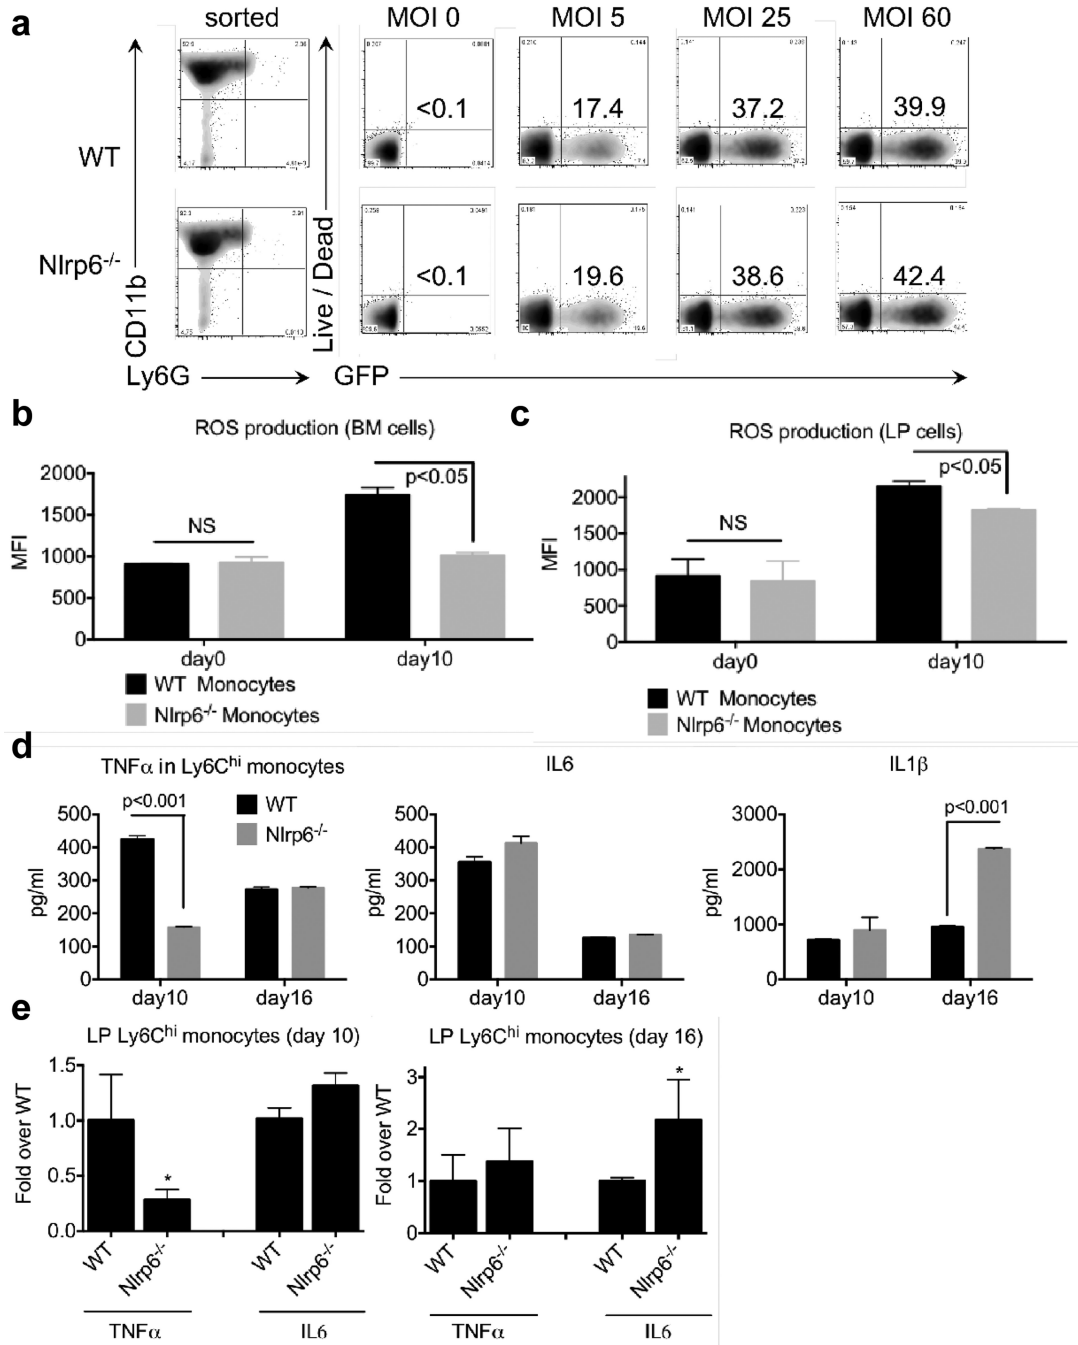 a
sorted
MOI 0
MOI 5
MOI 25
MOI 60
WT
<0.1
17.4
37.2
39.9
Nlrp6-/-
<0.1
19.6
38.6
42.4
CD11b
Live / Dead
Ly6G
GFP
b
ROS production (BM cells)
2000
1500
1000
500
0
MFI
NS
p<0.05
day0
day10
WT Monocytes
Nlrp6-/- Monocytes
c
ROS production (LP cells)
2000
1500
1000
500
0
MFI
NS
p<0.05
day0
day10
WT Monocytes
Nlrp6-/- Monocytes
d
TNFα in Ly6Chi monocytes
500
400
300
200
100
0
pg/ml
p<0.001
WT
Nlrp6-/-
day10
day16
IL6
500
400
300
200
100
0
pg/ml
day10
day16
IL1β
3000
2000
1000
0
pg/ml
p<0.001
day10
day16
e
LP Ly6Chi monocytes (day 10)
1.5
1.0
0.5
0.0
Fold over WT
*
WT
Nlrp6-/-
WT
Nlrp6-/-
TNFα
IL6
LP Ly6Chi monocytes (day 16)
3
2
1
0
Fold over WT
*
WT
Nlrp6-/-
WT
Nlrp6-/-
TNFα
IL6